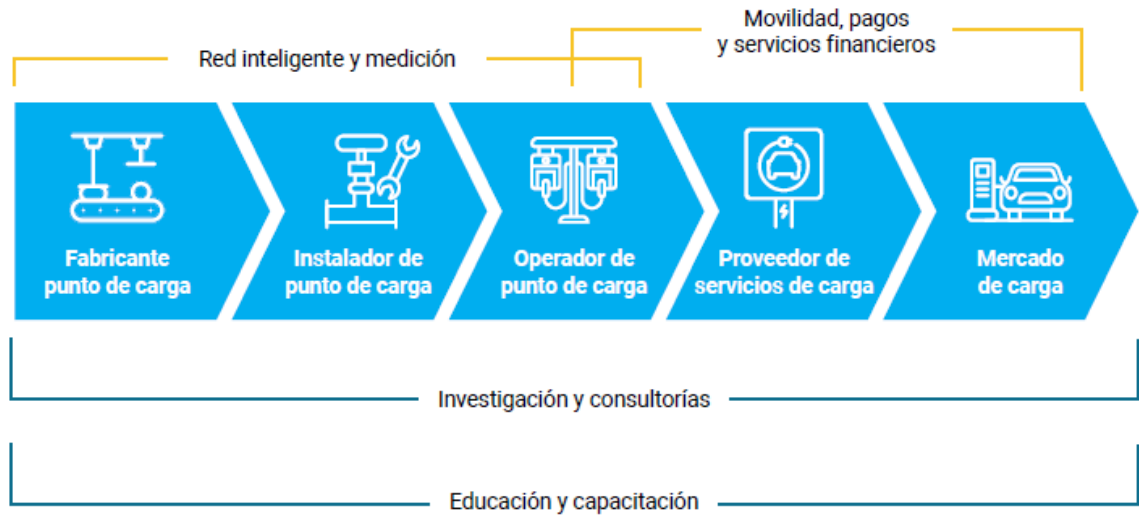 Movilidad, pagos
y servicios financieros
Red inteligente y medición
Fabricante
punto de carga
Instalador de
punto de carga
Operador de
punto de carga
Proveedor de
servicios de carga
Mercado
de carga
Investigación y consultorías
Educación y capacitación